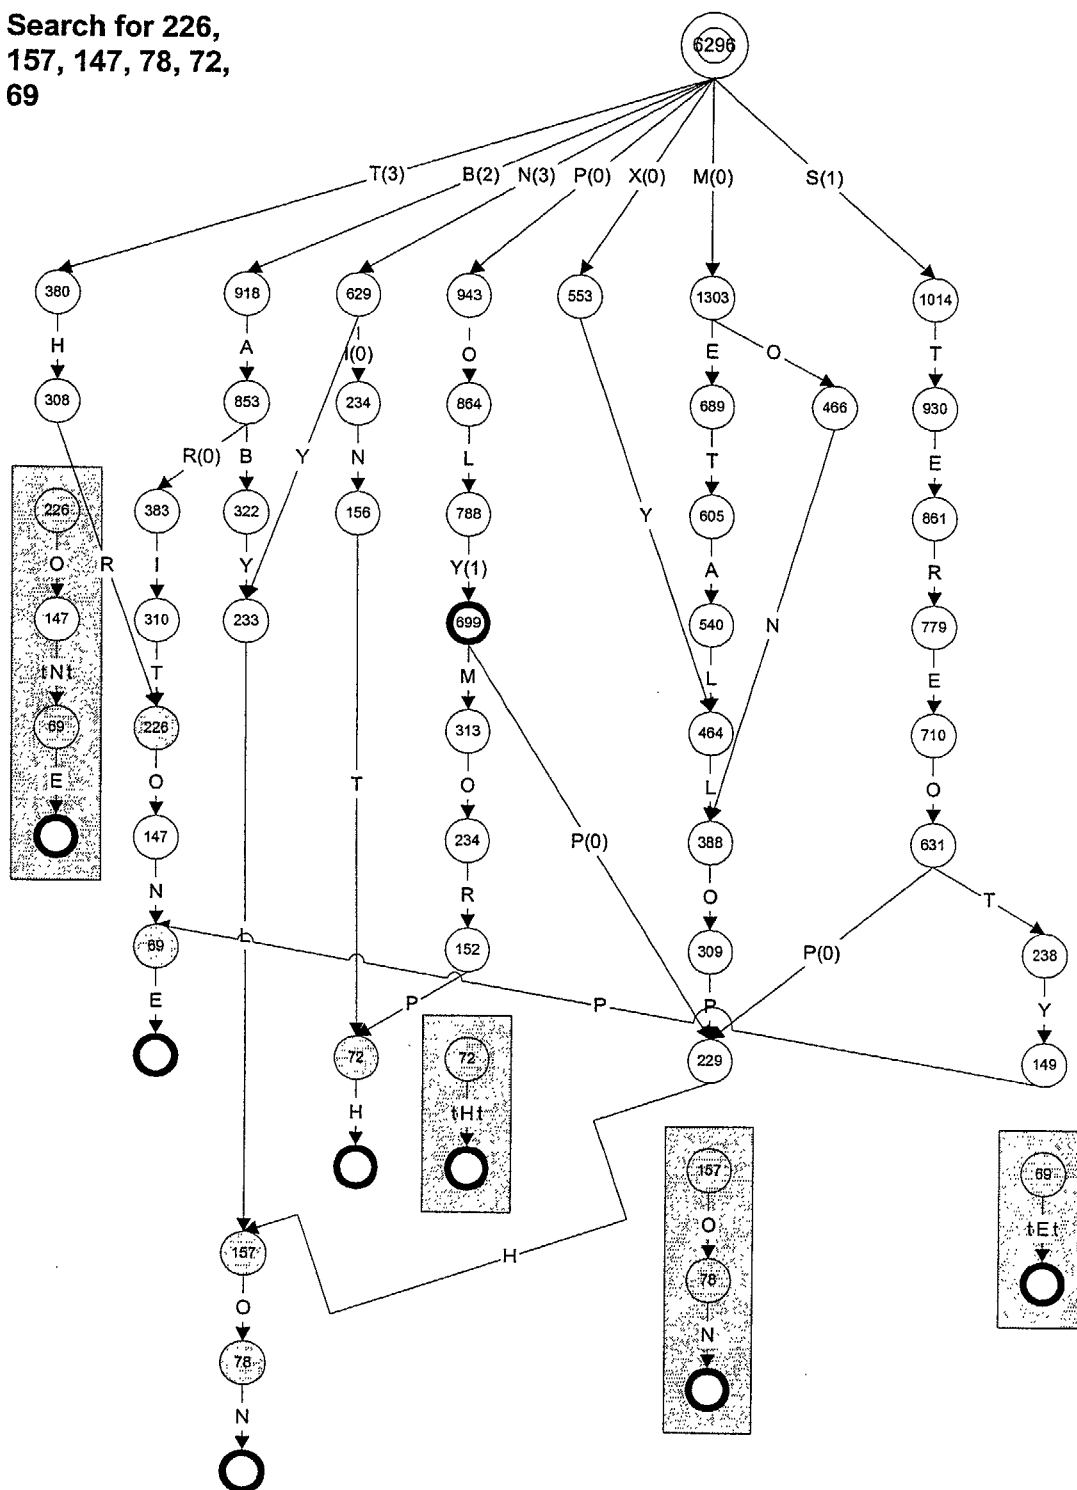 Search for 226,
157, 147, 78, 72,
69
6296
T(3) B(2) N(3) P(0) X(0) M(0) S(1)
380 918 629 943 553 1303 1014
H A I(0) O E O T
308 853 234 864 689 466 930
R(0) B Y N L T E
226 383 322 156 788 Y 605 861
O R I Y Y(1) A R
147 310 233 699 540 N 779
tNt T M L E
69 226 313 464 710
E O T O L O
147 234 P(0) 388 631
N R O T
69 L 152 309 P(0) 238
E P P P Y
72 72 229 149
H tHt
157 69
157 H O tEt
O 78
78 N
N